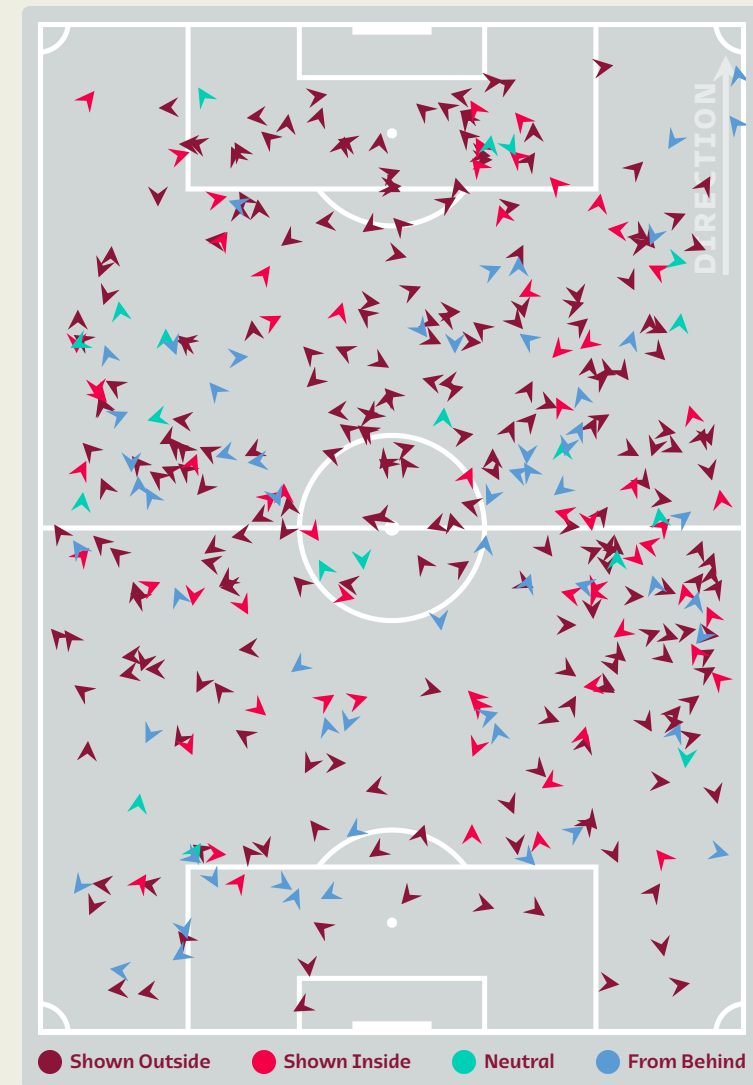 DIRECTION
Shown Outside
Shown Inside
Neutral
From Behind